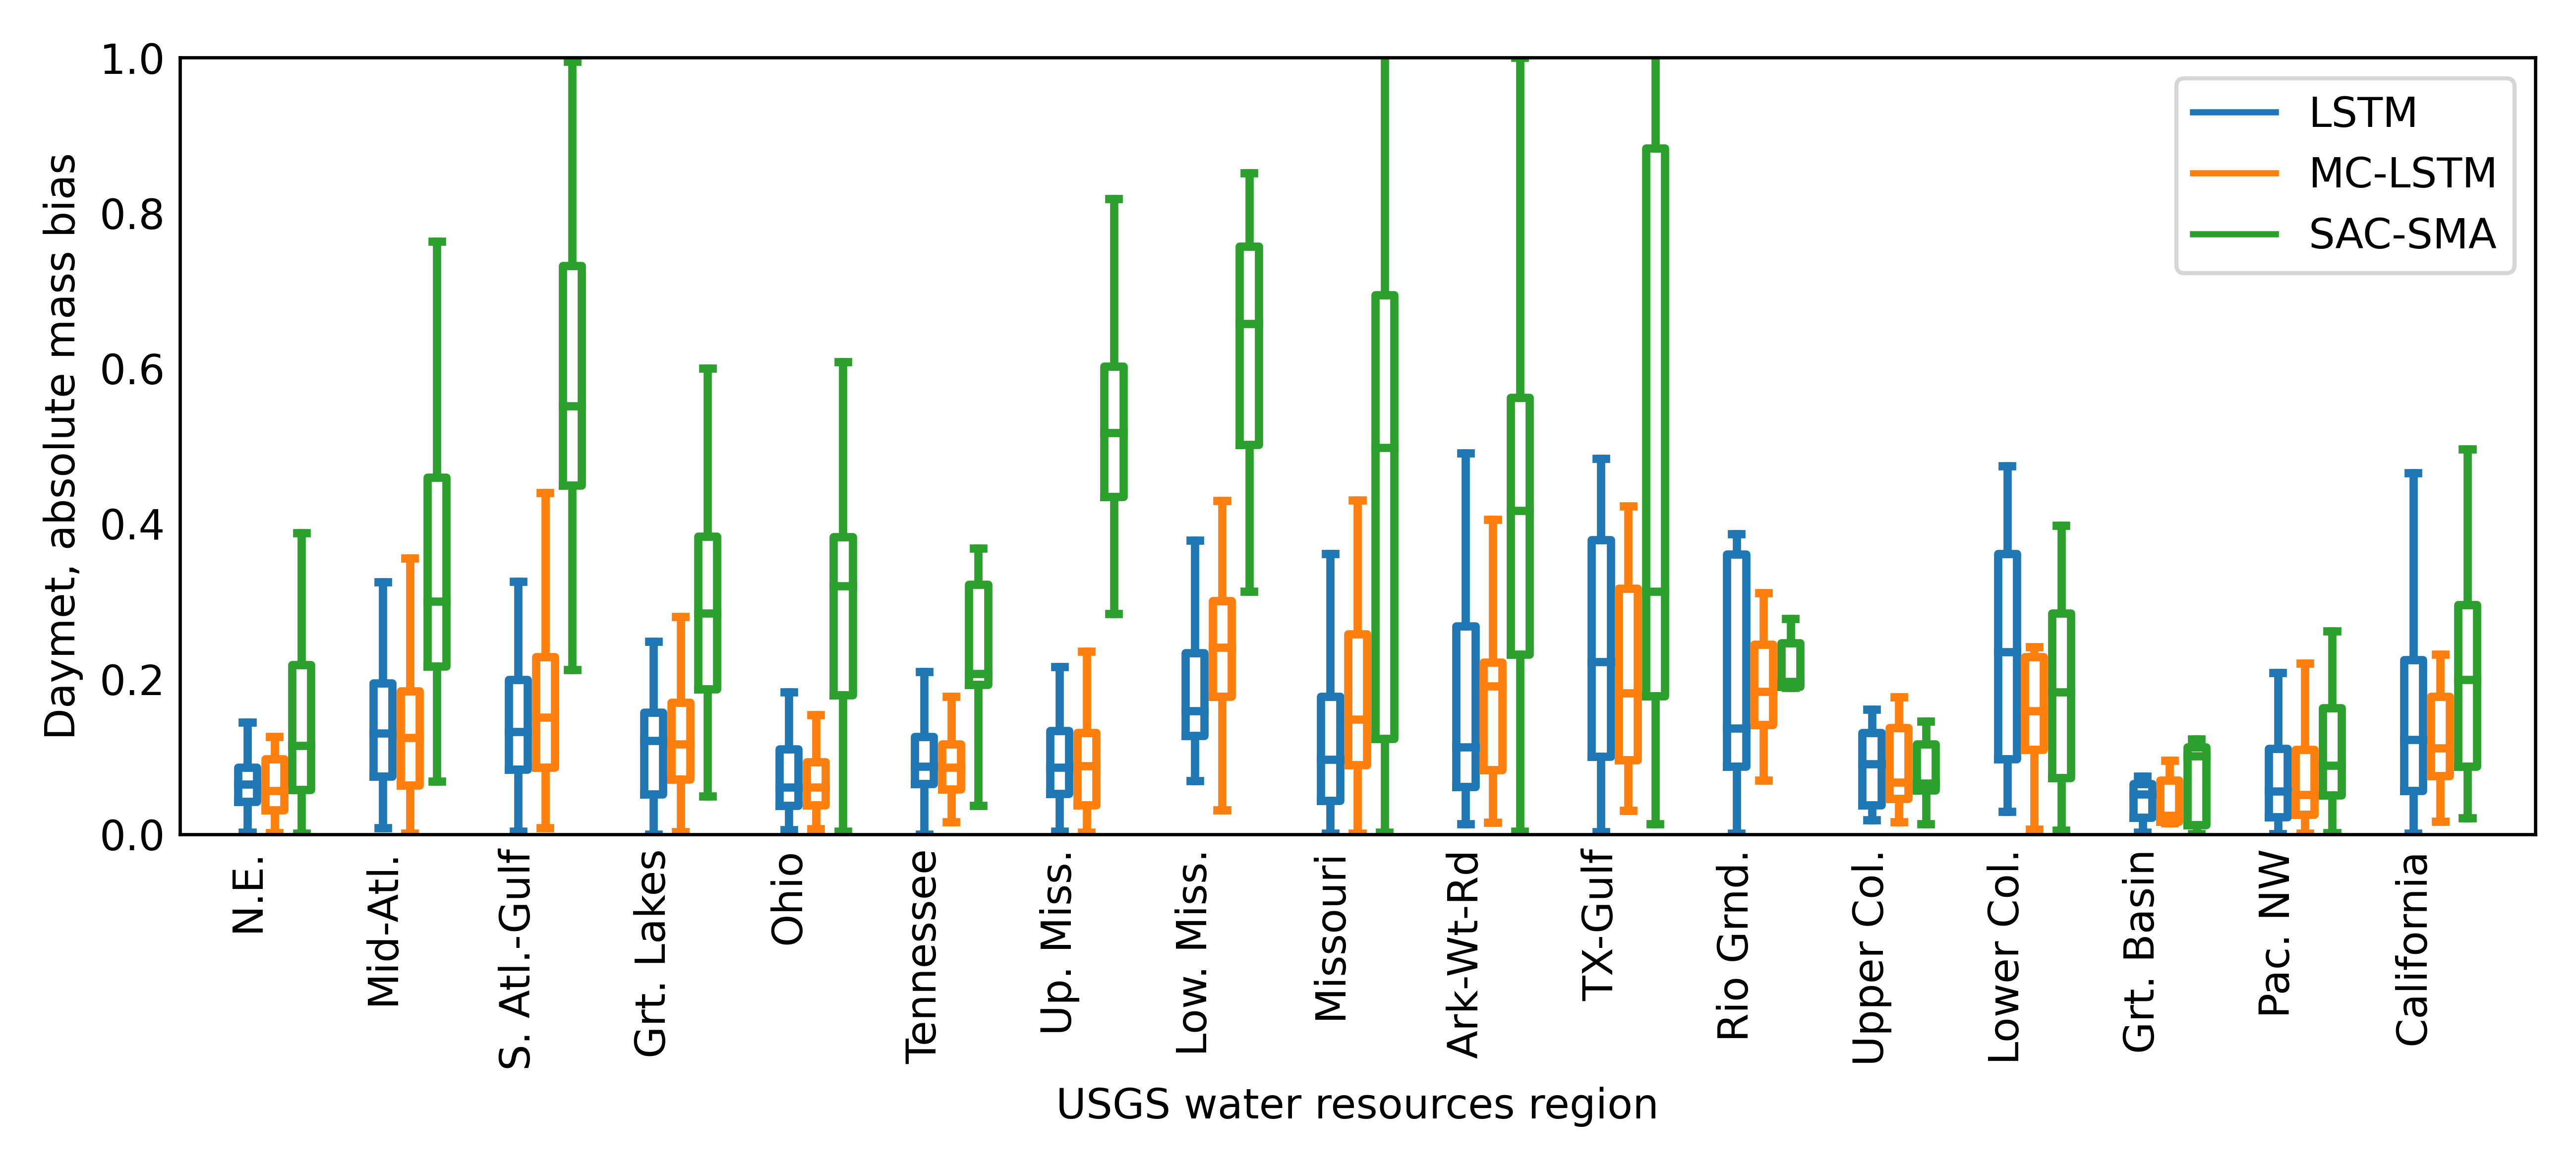 1.0
0.8
0.6
0.4
0.2
0.0
Daymet, absolute mass bias
LSTM
MC-LSTM
SAC-SMA
N.E.
Mid-Atl.
S. Atl.-Gulf
Grt. Lakes
Ohio
Tennessee
Up. Miss.
Low. Miss.
Missouri
Ark-Wt-Rd
TX-Gulf
Rio Grnd.
Upper Col.
Lower Col.
Grt. Basin
Pac. NW
California
USGS water resources region